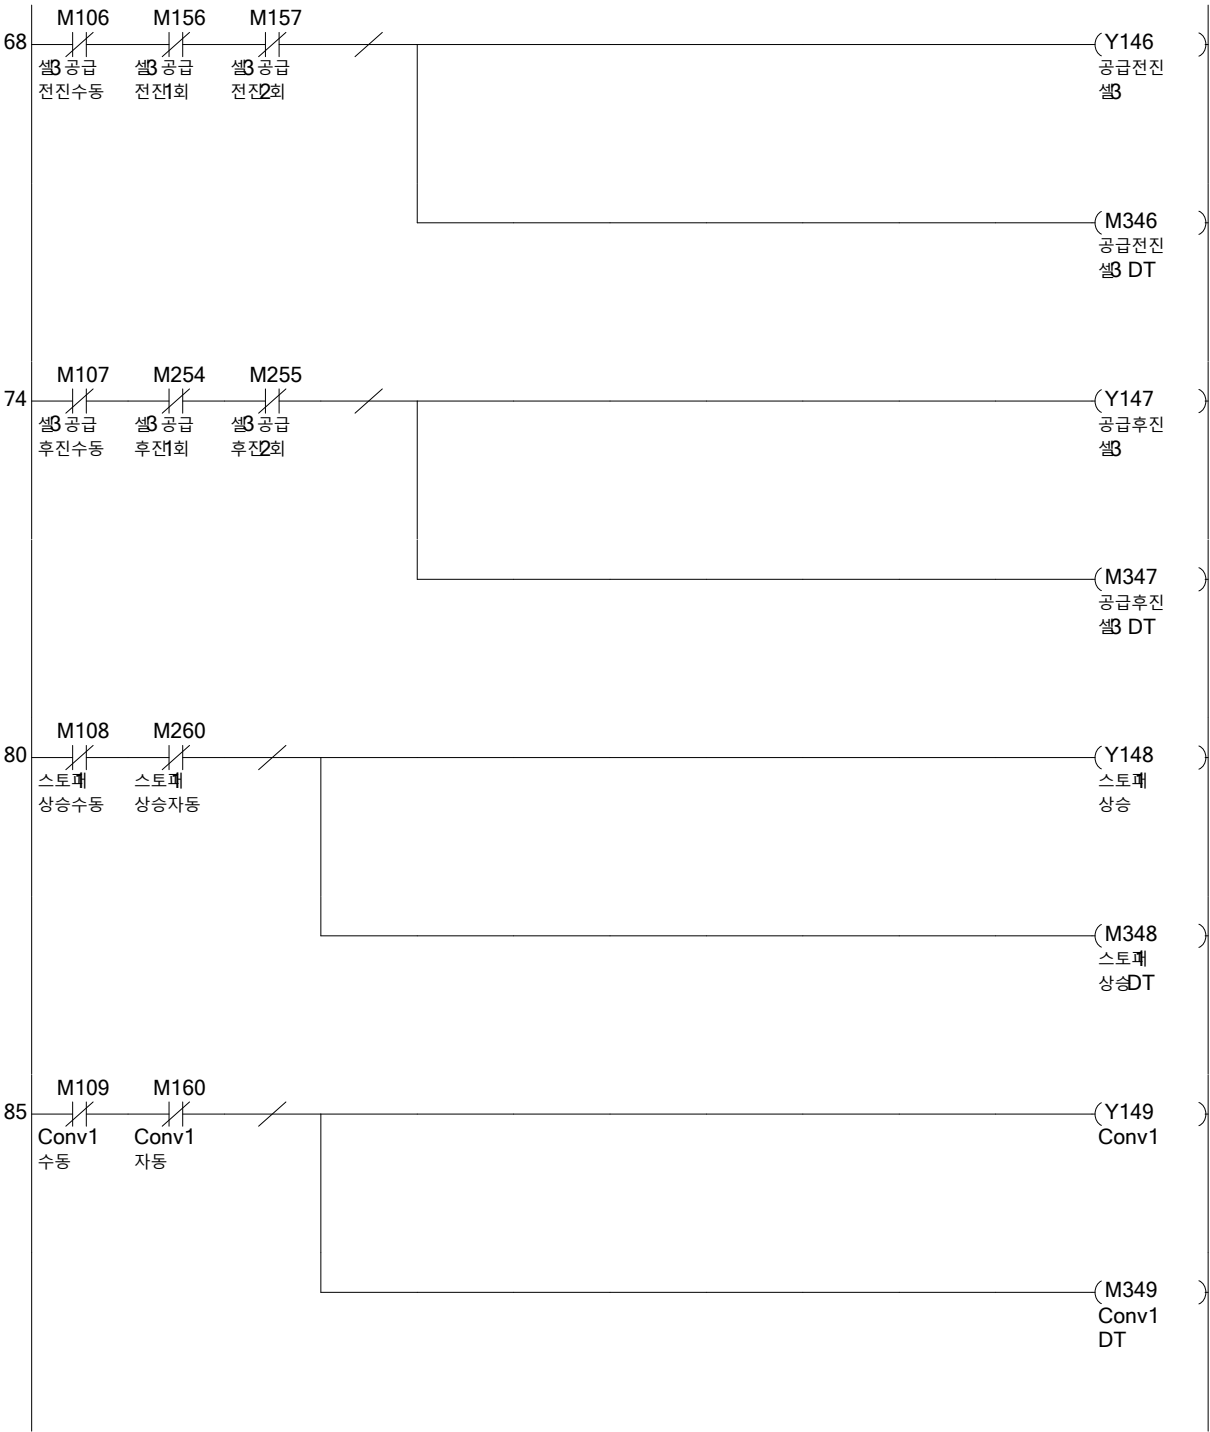 M106 M156 M157
68 (Y146 )
셀3 공급 셀3 공급 셀3 공급 공급전진
전진수동 전진1회 전진2회 셀3
(M346 )
공급전진
셀3 DT
M107 M254 M255
74 (Y147 )
셀3 공급 셀3 공급 셀3 공급 공급후진
후진수동 후진1회 후진2회 셀3
(M347 )
공급후진
셀3 DT
M108 M260
80 (Y148 )
스토퍼1 스토퍼1 스토퍼1
상승수동 상승자동 상승
(M348 )
스토퍼1
상승DT
M109 M160
85 (Y149 )
Conv1 Conv1 Conv1
수동 자동
(M349 )
Conv1
DT